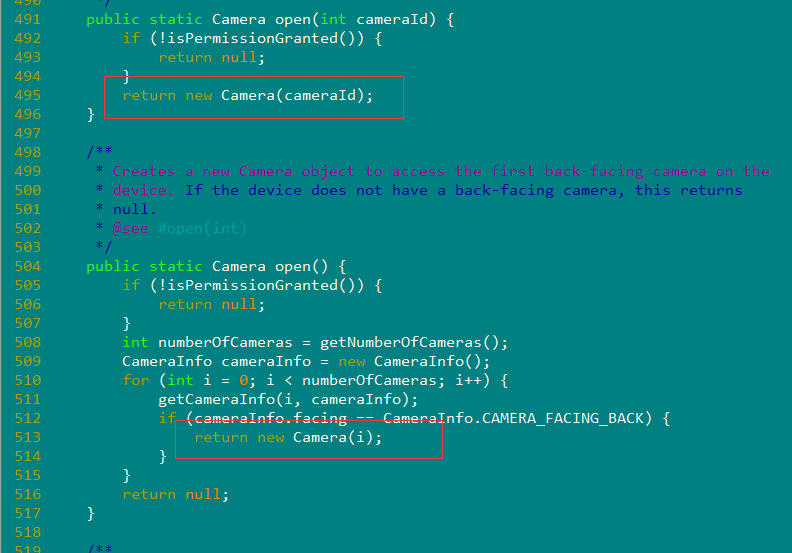 490      */
491     public static Camera open(int cameraId) {
492         if (!isPermissionGranted()) {
493             return null;
494         }
495         return new Camera(cameraId);
496     }
497
498     /**
499      * Creates a new Camera object to access the first back-facing camera on the
500      * device. If the device does not have a back-facing camera, this returns
501      * null.
502      * @see #open(int)
503      */
504     public static Camera open() {
505         if (!isPermissionGranted()) {
506             return null;
507         }
508         int numberOfCameras = getNumberOfCameras();
509         CameraInfo cameraInfo = new CameraInfo();
510         for (int i = 0; i < numberOfCameras; i++) {
511             getCameraInfo(i, cameraInfo);
512             if (cameraInfo.facing == CameraInfo.CAMERA_FACING_BACK) {
513                 return new Camera(i);
514             }
515         }
516         return null;
517     }
518
519     /**